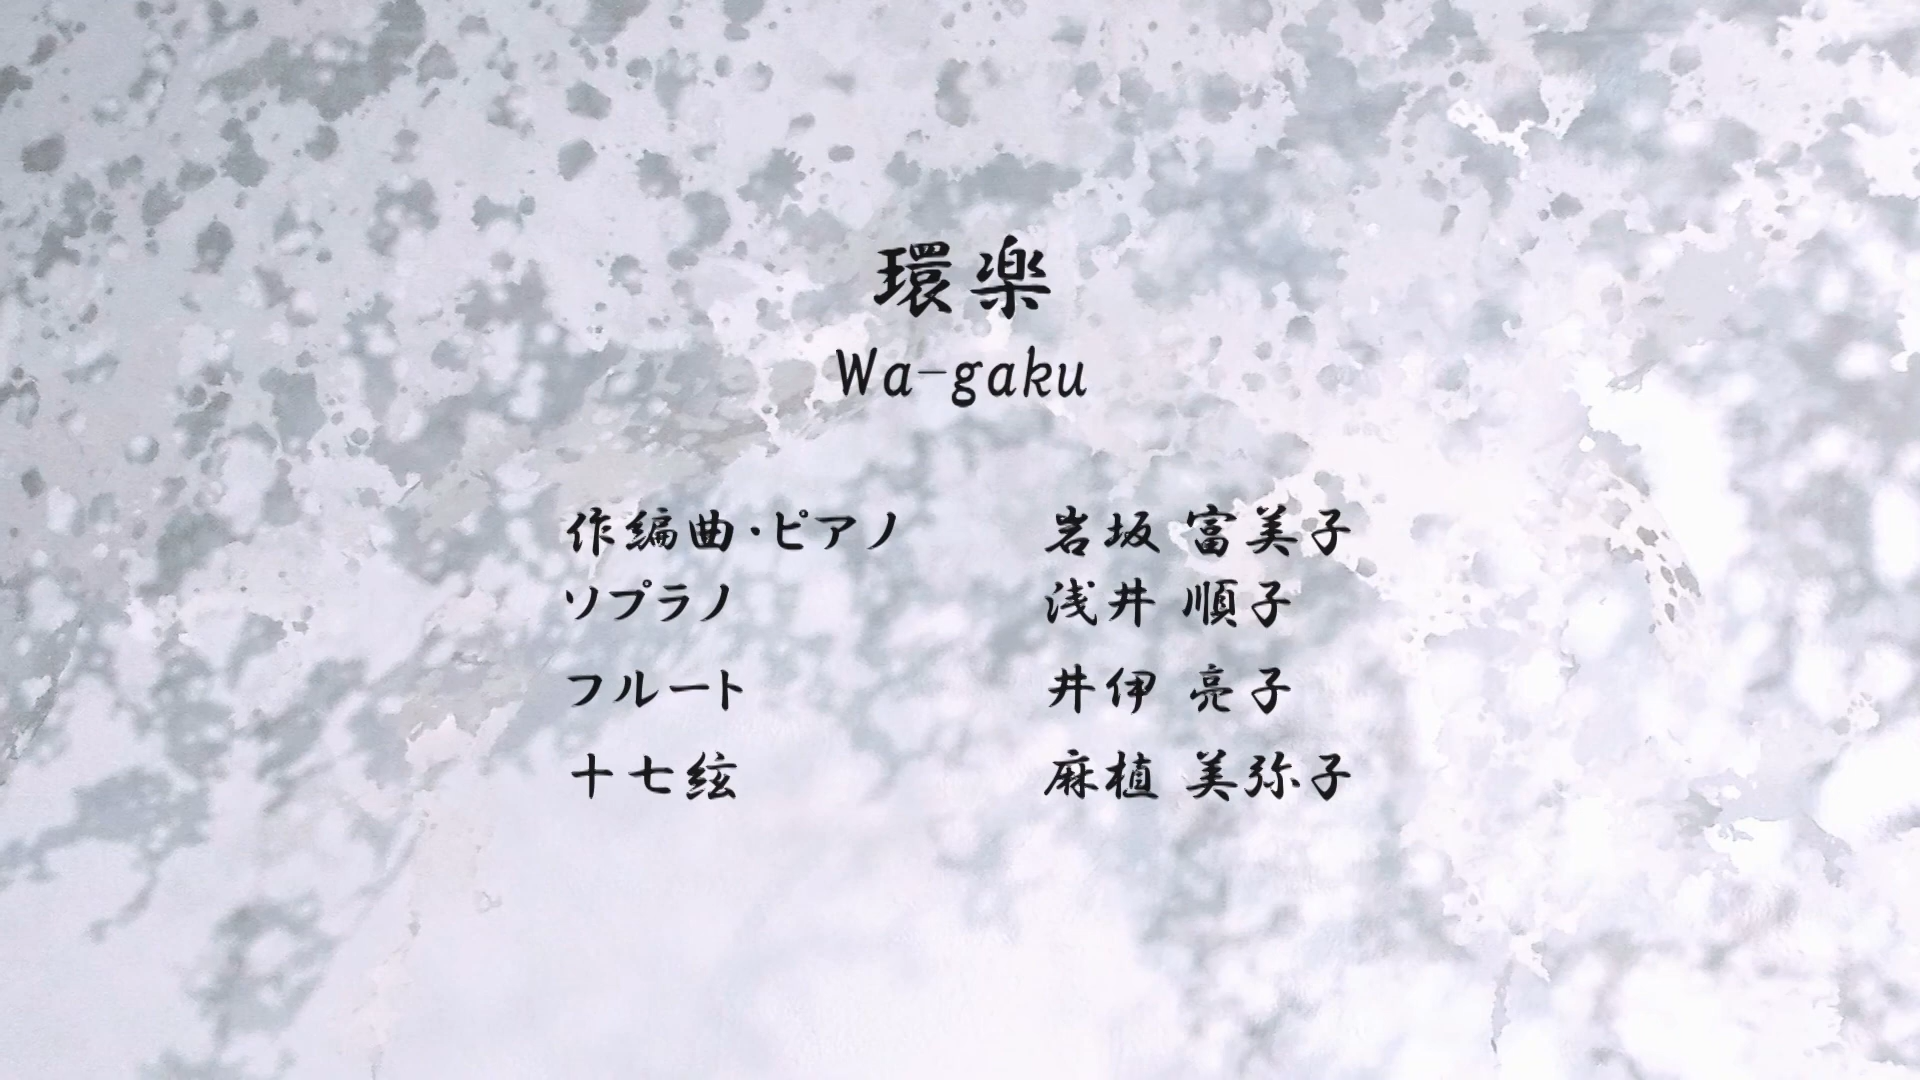 環楽
Wa-gaku
作編曲・ピアノ 岩坂 富美子
ソプラノ 浅井 順子
フルート 井伊 亮子
十七絃 麻植 美弥子